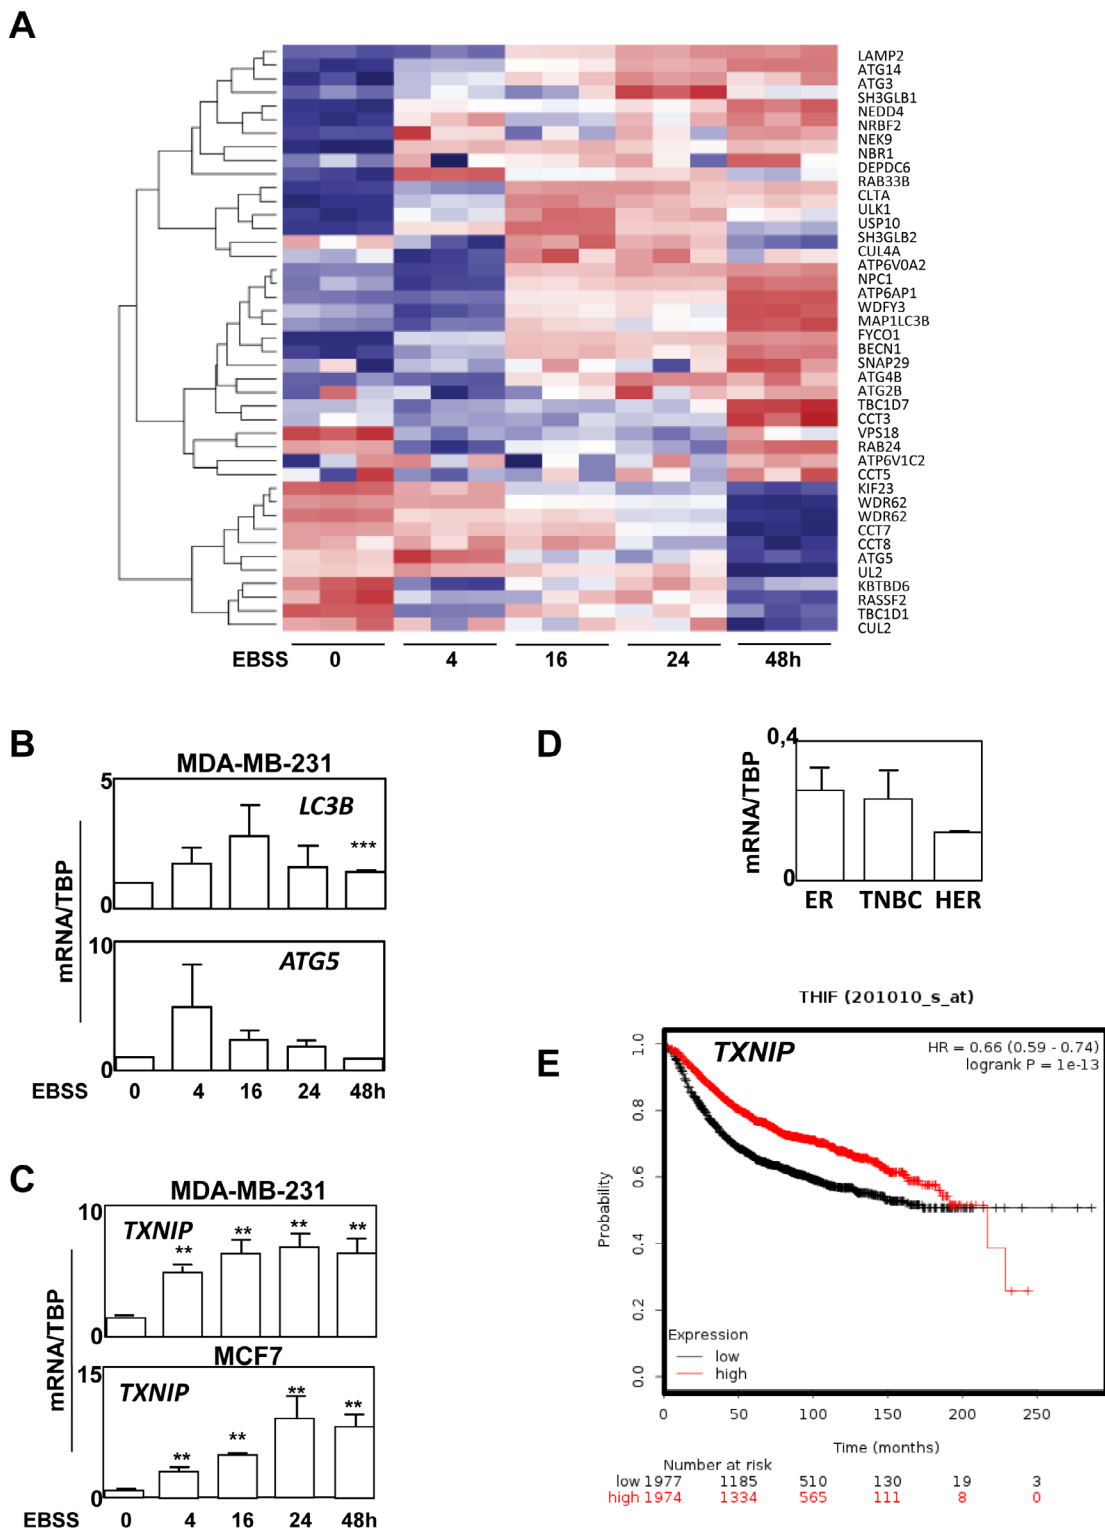 A
LAMP2
ATG14
ATG3
SH3GLB1
NEDD4
NRBF2
NEK9
NBR1
DEPDC6
RAB33B
CLTA
ULK1
USP10
SH3GLB2
CUL4A
ATP6V0A2
NPC1
ATP6AP1
WDFY3
MAP1LC3B
FYCO1
BECN1
SNAP29
ATG4B
ATG2B
TBC1D7
CCT3
VPS18
RAB24
ATP6V1C2
CCT5
KIF23
WDR62
WDR62
CCT7
CCT8
ATG5
UL2
KBTBD6
RASSF2
TBC1D1
CUL2
EBSS 0 4 16 24 48h
B
MDA-MB-231
5
LC3B
***
0
mRNA/TBP
10
ATG5
0
EBSS 0 4 16 24 48h
C
MDA-MB-231
10
TXNIP
** ** ** **
0
mRNA/TBP
MCF7
15
TXNIP
** ** ** **
0
EBSS 0 4 16 24 48h
D
0,4
mRNA/TBP
0
ER TNBC HER
E
THIF (201010_s_at)
TXNIP
HR = 0.66 (0.59 - 0.74)
logrank P = 1e-13
1.0
0.8
0.6
0.4
0.2
0.0
Probability
Expression
low
high
0 50 100 150 200 250
Time (months)
Number at risk
low 1977 1185 510 130 19 3
high 1974 1334 565 111 8 0